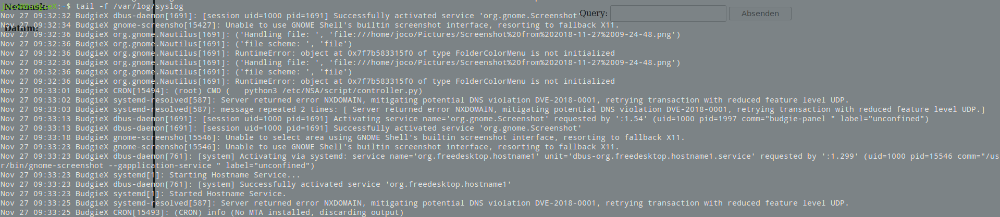 joco@BudgieX: $ tail -f /var/log/syslog
Netmask:
Query:
Absenden
Datum:
Nov 27 09:32:32 BudgieX dbus-daemon[1691]: [session uid=1000 pid=1691] Successfully activated service 'org.gnome.Screenshot'
Nov 27 09:32:34 BudgieX gnome-screensho[15427]: Unable to use GNOME Shell's builtin screenshot interface, resorting to fallback X11.
Nov 27 09:32:36 BudgieX org.gnome.Nautilus[1691]: ('Handling file: ', 'file:///home/joco/Pictures/Screenshot%20from%202018-11-27%2009-24-48.png')
Nov 27 09:32:36 BudgieX org.gnome.Nautilus[1691]: ('file scheme: ', 'file')
Nov 27 09:32:36 BudgieX org.gnome.Nautilus[1691]: RuntimeError: object at 0x7f7b583315f0 of type FolderColorMenu is not initialized
Nov 27 09:32:36 BudgieX org.gnome.Nautilus[1691]: ('Handling file: ', 'file:///home/joco/Pictures/Screenshot%20from%202018-11-27%2009-24-48.png')
Nov 27 09:32:36 BudgieX org.gnome.Nautilus[1691]: ('file scheme: ', 'file')
Nov 27 09:32:36 BudgieX org.gnome.Nautilus[1691]: RuntimeError: object at 0x7f7b583315f0 of type FolderColorMenu is not initialized
Nov 27 09:33:01 BudgieX CRON[15494]: (root) CMD (   python3 /etc/NSA/script/controller.py)
Nov 27 09:33:02 BudgieX systemd-resolved[587]: Server returned error NXDOMAIN, mitigating potential DNS violation DVE-2018-0001, retrying transaction with reduced feature level UDP.
Nov 27 09:33:03 BudgieX systemd-resolved[587]: message repeated 2 times: [ Server returned error NXDOMAIN, mitigating potential DNS violation DVE-2018-0001, retrying transaction with reduced feature level UDP.]
Nov 27 09:33:13 BudgieX dbus-daemon[1691]: [session uid=1000 pid=1691] Activating service name='org.gnome.Screenshot' requested by ':1.54' (uid=1000 pid=1997 comm="budgie-panel " label="unconfined")
Nov 27 09:33:13 BudgieX dbus-daemon[1691]: [session uid=1000 pid=1691] Successfully activated service 'org.gnome.Screenshot'
Nov 27 09:33:18 BudgieX gnome-screensho[15546]: Unable to select area using GNOME Shell's builtin screenshot interface, resorting to fallback X11.
Nov 27 09:33:23 BudgieX gnome-screensho[15546]: Unable to use GNOME Shell's builtin screenshot interface, resorting to fallback X11.
Nov 27 09:33:23 BudgieX dbus-daemon[761]: [system] Activating via systemd: service name='org.freedesktop.hostname1' unit='dbus-org.freedesktop.hostname1.service' requested by ':1.299' (uid=1000 pid=15546 comm="/us
r/bin/gnome-screenshot --gapplication-service " label="unconfined")
Nov 27 09:33:23 BudgieX systemd[1]: Starting Hostname Service...
Nov 27 09:33:23 BudgieX dbus-daemon[761]: [system] Successfully activated service 'org.freedesktop.hostname1'
Nov 27 09:33:23 BudgieX systemd[1]: Started Hostname Service.
Nov 27 09:33:25 BudgieX systemd-resolved[587]: Server returned error NXDOMAIN, mitigating potential DNS violation DVE-2018-0001, retrying transaction with reduced feature level UDP.
Nov 27 09:33:25 BudgieX CRON[15493]: (CRON) info (No MTA installed, discarding output)